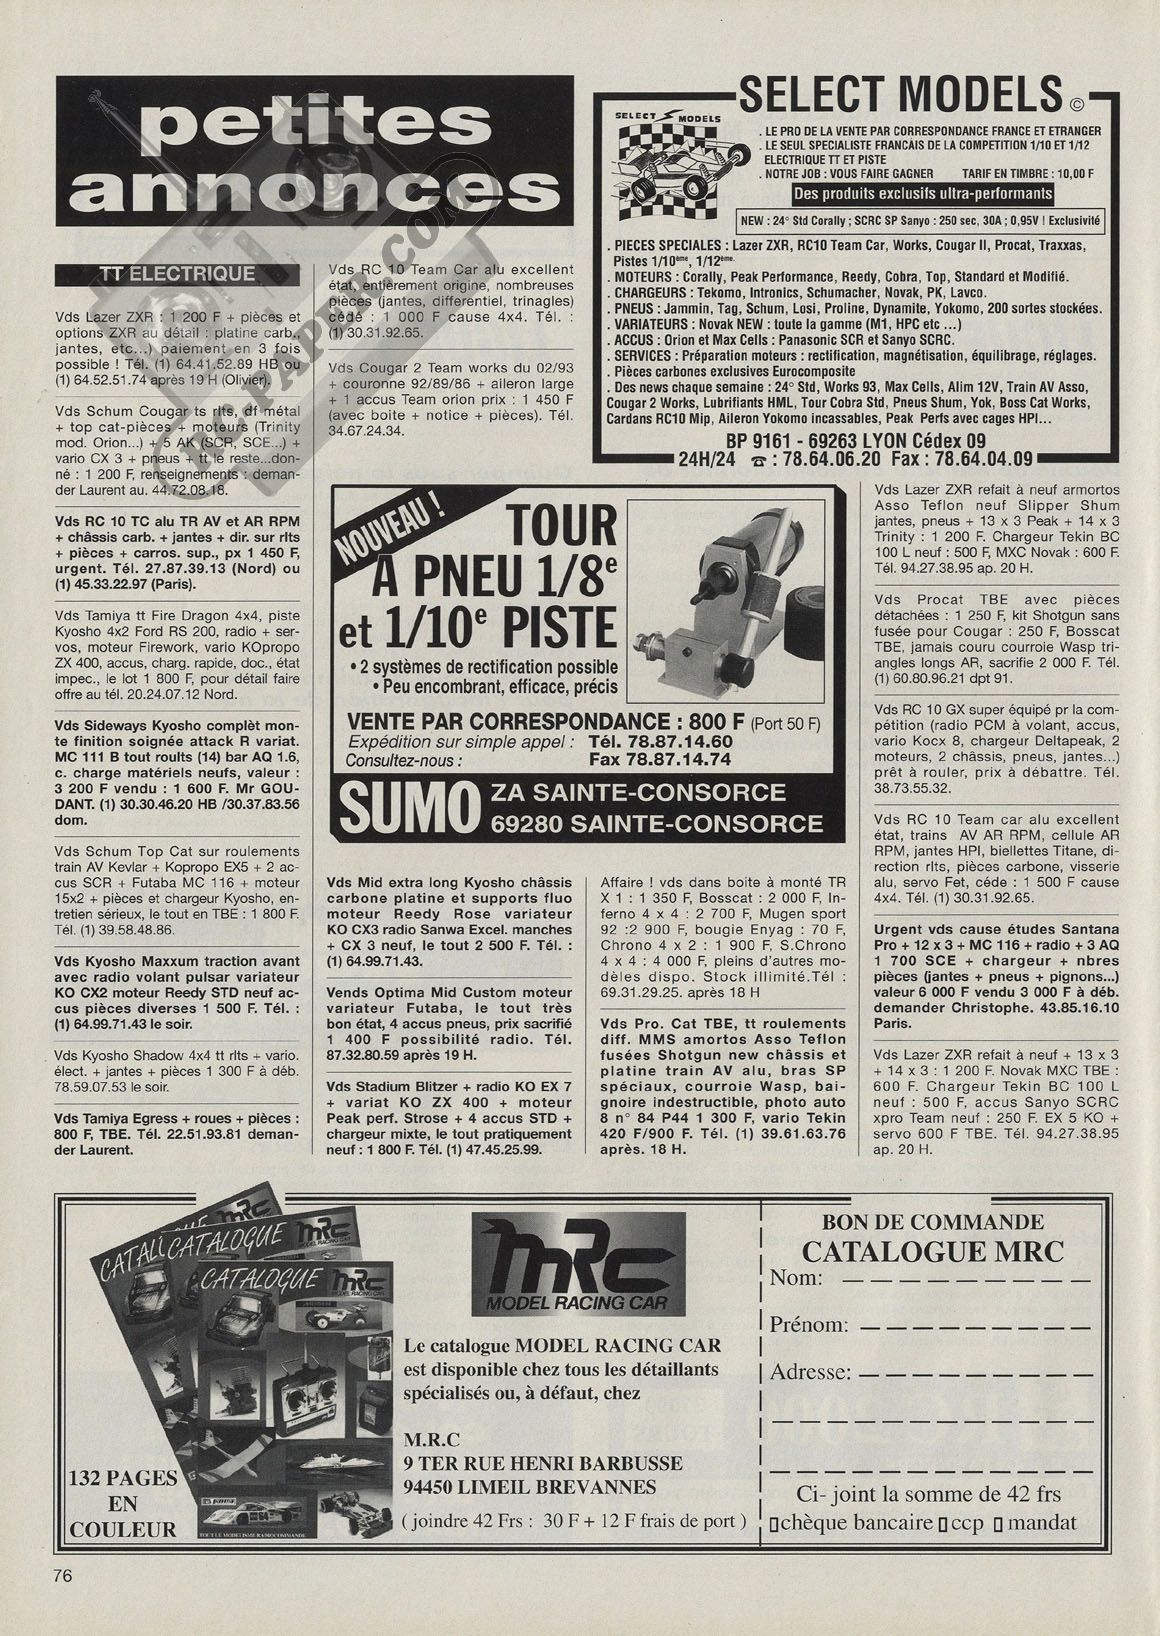 petites
annonces
TT ELECTRIQUE
Vds Lazer ZXR : 1 200 F + pièces et
options ZXR au détail : platine carb.,
jantes, etc...) paiement en 3 fois
possible ! Tél. (1) 64.41.52.89 HB ou
(1) 64.52.51.74 après 19 H (Olivier).
Vds Schum Cougar ts rlts, df métal
+ top cat-pièces + moteurs (Trinity
mod. Orion...) + 5 AK (SCR, SCE...) +
vario CX 3 + pneus + tt le reste...don-
né : 1 200 F, renseignements : deman-
der Laurent au. 44.72.08.18.
Vds RC 10 TC alu TR AV et AR RPM
+ châssis carb. + jantes + dir. sur rlts
+ pièces + carros. sup., px 1 450 F,
urgent. Tél. 27.87.39.13 (Nord) ou
(1) 45.33.22.97 (Paris).
Vds Tamiya tt Fire Dragon 4x4, piste
Kyosho 4x2 Ford RS 200, radio + ser-
vos, moteur Firework, vario KOpropo
ZX 400, accus, charg. rapide, doc., état
impec., le lot 1 800 F, pour détail faire
offre au tél. 20.24.07.12 Nord.
Vds Sideways Kyosho complèt mon-
te finition soignée attack R variat.
MC 111 B tout roults (14) bar AQ 1.6,
c. charge matériels neufs, valeur :
3 200 F vendu : 1 600 F. Mr GOU-
DANT. (1) 30.30.46.20 HB /30.37.83.56
dom.
Vds Schum Top Cat sur roulements
train AV Kevlar + Kopropo EX5 + 2 ac-
cus SCR + Futaba MC 116 + moteur
15x2 + pièces et chargeur Kyosho, en-
tretien sérieux, le tout en TBE : 1 800 F.
Tél. (1) 39.58.48.86.
Vds Kyosho Maxxum traction avant
avec radio volant pulsar variateur
KO CX2 moteur Reedy STD neuf ac-
cus pièces diverses 1 500 F. Tél. :
(1) 64.99.71.43 le soir.
Vds Kyosho Shadow 4x4 tt rlts + vario.
élect. + jantes + pièces 1 300 F à déb.
78.59.07.53 le soir.
Vds Tamiya Egress + roues + pièces :
800 F, TBE. Tél. 22.51.93.81 deman-
der Laurent.
Vds RC 10 Team Car alu excellent
état, entièrement origine, nombreuses
pièces (jantes, differentiel, trinagles)
cédé : 1 000 F cause 4x4. Tél. :
(1) 30.31.92.65.
Vds Cougar 2 Team works du 02/93
+ couronne 92/89/86 + aileron large
+ 1 accus Team orion prix : 1 450 F
(avec boite + notice + pièces). Tél.
34.67.24.34.
SELECT MODELS ©
SELECT MODELS
. LE PRO DE LA VENTE PAR CORRESPONDANCE FRANCE ET ETRANGER
. LE SEUL SPECIALISTE FRANCAIS DE LA COMPETITION 1/10 ET 1/12
ELECTRIQUE TT ET PISTE
. NOTRE JOB : VOUS FAIRE GAGNER TARIF EN TIMBRE : 10,00 F
Des produits exclusifs ultra-performants
NEW : 24° Std Corally ; SCRC SP Sanyo : 250 sec, 30A ; 0,95V ! Exclusivité
. PIECES SPECIALES : Lazer ZXR, RC10 Team Car, Works, Cougar II, Procat, Traxxas,
Pistes 1/10ème, 1/12ème.
. MOTEURS : Corally, Peak Performance, Reedy, Cobra, Top, Standard et Modifié.
. CHARGEURS : Tekomo, Intronics, Schumacher, Novak, PK, Lavco.
. PNEUS : Jammin, Tag, Schum, Losi, Proline, Dynamite, Yokomo, 200 sortes stockées.
. VARIATEURS : Novak NEW : toute la gamme (M1, HPC etc ...)
. ACCUS : Orion et Max Cells : Panasonic SCR et Sanyo SCRC.
. SERVICES : Préparation moteurs : rectification, magnétisation, équilibrage, réglages.
. Pièces carbones exclusives Eurocomposite
. Des news chaque semaine : 24° Std, Works 93, Max Cells, Alim 12V, Train AV Asso,
Cougar 2 Works, Lubrifiants HML, Tour Cobra Std, Pneus Shum, Yok, Boss Cat Works,
Cardans RC10 Mip, Aileron Yokomo incassables, Peak Perfs avec cages HPI...
BP 9161 - 69263 LYON Cédex 09
24H/24 ☎ : 78.64.06.20 Fax : 78.64.04.09
NOUVEAU !
TOUR
A PNEU 1/8e
et 1/10e PISTE
• 2 systèmes de rectification possible
• Peu encombrant, efficace, précis
VENTE PAR CORRESPONDANCE : 800 F (Port 50 F)
Expédition sur simple appel : Tél. 78.87.14.60
Consultez-nous : Fax 78.87.14.74
SUMO ZA SAINTE-CONSORCE
69280 SAINTE-CONSORCE
Vds Mid extra long Kyosho châssis
carbone platine et supports fluo
moteur Reedy Rose variateur
KO CX3 radio Sanwa Excel. manches
+ CX 3 neuf, le tout 2 500 F. Tél. :
(1) 64.99.71.43.
Vends Optima Mid Custom moteur
variateur Futaba, le tout très
bon état, 4 accus pneus, prix sacrifié
1 400 F possibilité radio. Tél.
87.32.80.59 après 19 H.
Vds Stadium Blitzer + radio KO EX 7
+ variat KO ZX 400 + moteur
Peak perf. Strose + 4 accus STD +
chargeur mixte, le tout pratiquement
neuf : 1 800 F. Tél. (1) 47.45.25.99.
Affaire ! vds dans boite à monté TR
X 1 : 1 350 F, Bosscat : 2 000 F, In-
ferno 4 x 4 : 2 700 F, Mugen sport
92 :2 900 F, bougie Enyag : 70 F,
Chrono 4 x 2 : 1 900 F, S.Chrono
4 x 4 : 4 000 F, pleins d'autres mo-
dèles dispo. Stock illimité.Tél :
69.31.29.25. après 18 H
Vds Pro. Cat TBE, tt roulements
diff. MMS amortos Asso Teflon
fusées Shotgun new châssis et
platine train AV alu, bras SP
spéciaux, courroie Wasp, bai-
gnoire indestructible, photo auto
8 n° 84 P44 1 300 F, vario Tekin
420 F/900 F. Tél. (1) 39.61.63.76
après. 18 H.
Vds Lazer ZXR refait à neuf armortos
Asso Teflon neuf Slipper Shum
jantes, pneus + 13 x 3 Peak + 14 x 3
Trinity : 1 200 F. Chargeur Tekin BC
100 L neuf : 500 F, MXC Novak : 600 F.
Tél. 94.27.38.95 ap. 20 H.
Vds Procat TBE avec pièces
détachées : 1 250 F, kit Shotgun sans
fusée pour Cougar : 250 F, Bosscat
TBE, jamais couru courroie Wasp tri-
angles longs AR, sacrifie 2 000 F. Tél.
(1) 60.80.96.21 dpt 91.
Vds RC 10 GX super équipé pr la com-
pétition (radio PCM à volant, accus,
vario Kocx 8, chargeur Deltapeak, 2
moteurs, 2 châssis, pneus, jantes...)
prêt à rouler, prix à débattre. Tél.
38.73.55.32.
Vds RC 10 Team car alu excellent
état, trains AV AR RPM, cellule AR
RPM, jantes HPI, biellettes Titane, di-
rection rlts, pièces carbone, visserie
alu, servo Fet, céde : 1 500 F cause
4x4. Tél. (1) 30.31.92.65.
Urgent vds cause études Santana
Pro + 12 x 3 + MC 116 + radio + 3 AQ
1 700 SCE + chargeur + nbres
pièces (jantes + pneus + pignons...)
valeur 6 000 F vendu 3 000 F à déb.
demander Christophe. 43.85.16.10
Paris.
Vds Lazer ZXR refait à neuf + 13 x 3
+ 14 x 3 : 1 200 F. Novak MXC TBE :
600 F. Chargeur Tekin BC 100 L
neuf : 500 F, accus Sanyo SCRC
xpro Team neuf : 250 F. EX 5 KO +
servo 600 F TBE. Tél. 94.27.38.95
ap. 20 H.
CATALOGUE
CATALOGUE
mRc
MODEL RACING CAR
TOUT LE MODELISME RADIOCOMMANDE
132 PAGES
EN
COULEUR
mRc
MODEL RACING CAR
Le catalogue MODEL RACING CAR
est disponible chez tous les détaillants
spécialisés ou, à défaut, chez
M.R.C
9 TER RUE HENRI BARBUSSE
94450 LIMEIL BREVANNES
( joindre 42 Frs : 30 F + 12 F frais de port )
BON DE COMMANDE
CATALOGUE MRC
Nom:
Prénom:
Adresse:
Ci- joint la somme de 42 frs
chèque bancaire ccp mandat
76
RC-PAPER.COM